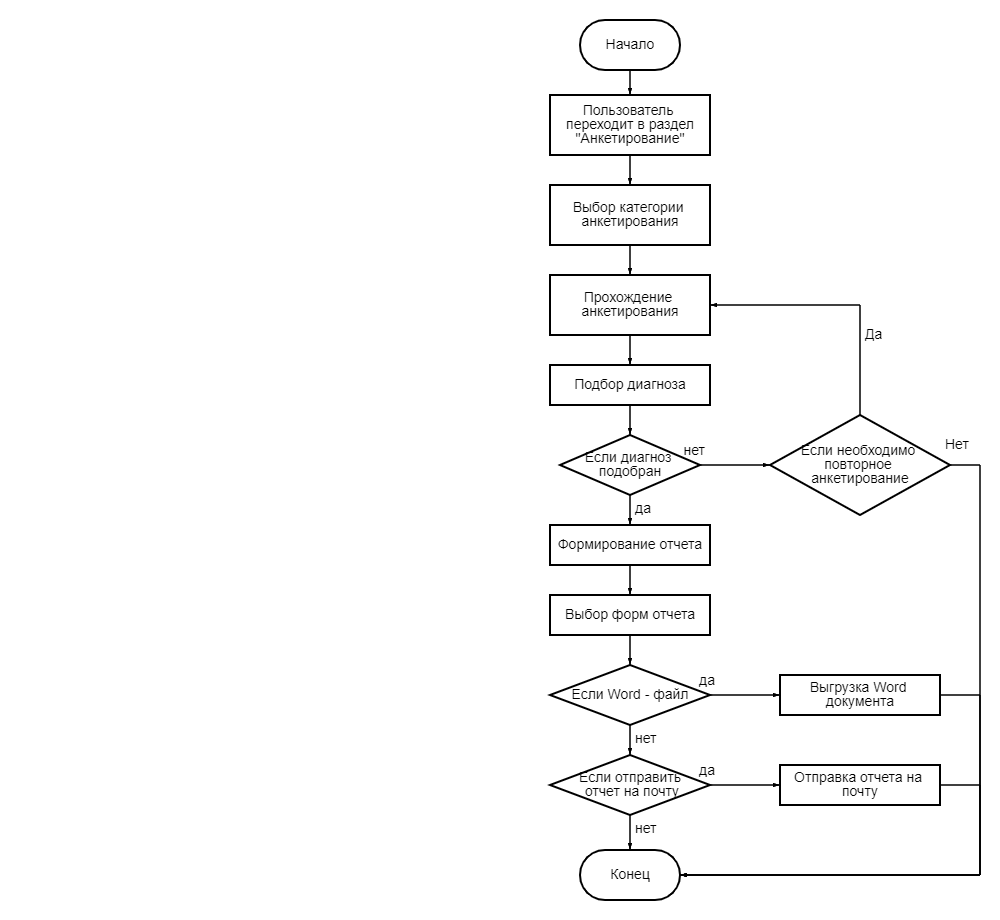 Начало
Пользователь
переходит в раздел
"Анкетирование"
Выбор категории
анкетирования
Прохождение
анкетирования
Да
Подбор диагноза
Если диагноз
подобран
нет
Если необходимо
повторное
анкетирование
Нет
да
Формирование отчета
Выбор форм отчета
Если Word - файл
да
Выгрузка Word
документа
нет
Если отправить
отчет на почту
да
Отправка отчета на
почту
нет
Конец